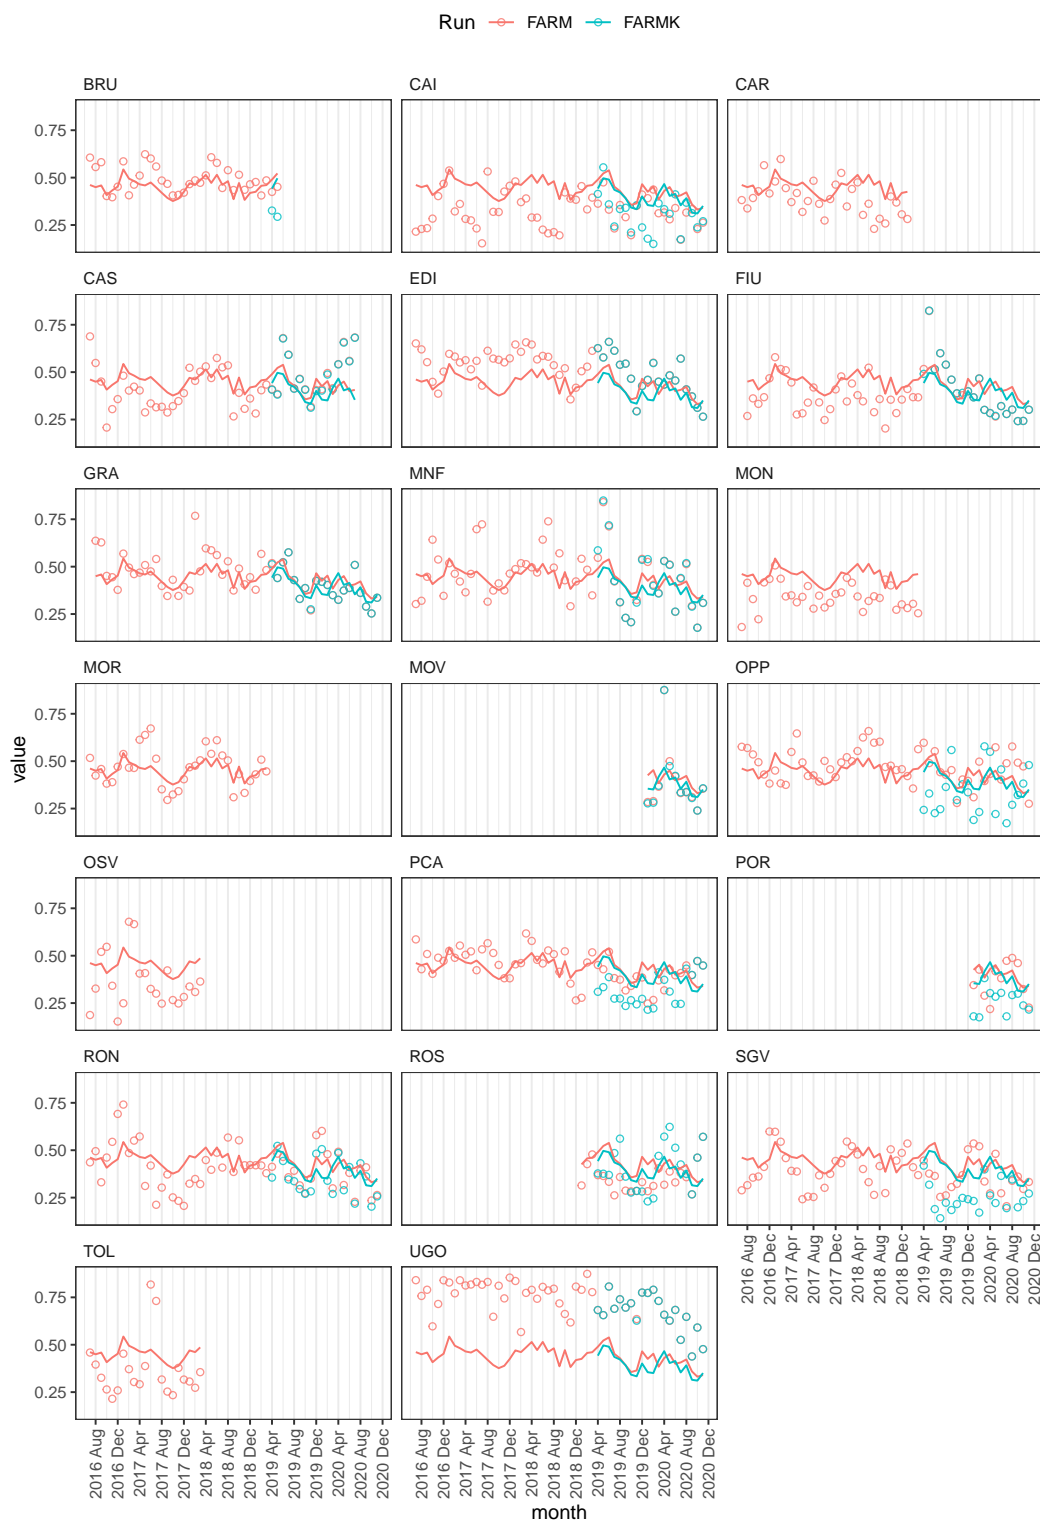 Run FARM FARMK
BRU CAI CAR
0.75
0.50
0.25
CAS EDI FIU
0.75
0.50
0.25
GRA MNF MON
0.75
0.50
0.25
MOR MOV OPP
0.75
0.50
0.25
value
OSV PCA POR
0.75
0.50
0.25
RON ROS SGV
0.75
0.50
0.25
TOL UGO
0.75
0.50
0.25
2016 Aug 2016 Dec 2017 Apr 2017 Aug 2017 Dec 2018 Apr 2018 Aug 2018 Dec 2019 Apr 2019 Aug 2019 Dec 2020 Apr 2020 Aug 2020 Dec
2016 Aug 2016 Dec 2017 Apr 2017 Aug 2017 Dec 2018 Apr 2018 Aug 2018 Dec 2019 Apr 2019 Aug 2019 Dec 2020 Apr 2020 Aug 2020 Dec
2016 Aug 2016 Dec 2017 Apr 2017 Aug 2017 Dec 2018 Apr 2018 Aug 2018 Dec 2019 Apr 2019 Aug 2019 Dec 2020 Apr 2020 Aug 2020 Dec
month